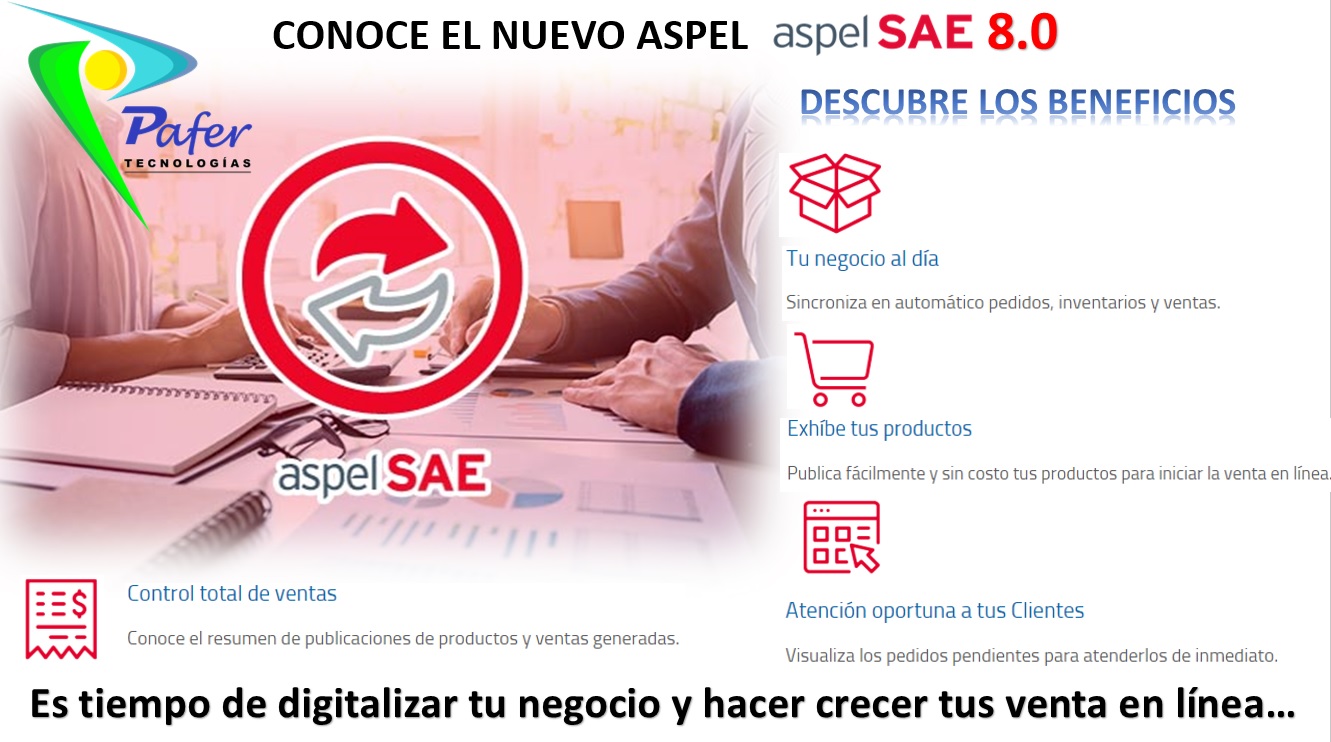 CONOCE EL NUEVO ASPEL aspel SAE 8.0
Pafer
TECNOLOGÍAS
DESCUBRE LOS BENEFICIOS
Tu negocio al día
Sincroniza en automático pedidos, inventarios y ventas.
Exhíbe tus productos
Publica fácilmente y sin costo tus productos para iniciar la venta en línea.
aspel SAE
Control total de ventas
Conoce el resumen de publicaciones de productos y ventas generadas.
Atención oportuna a tus Clientes
Visualiza los pedidos pendientes para atenderlos de inmediato.
Es tiempo de digitalizar tu negocio y hacer crecer tus venta en línea...